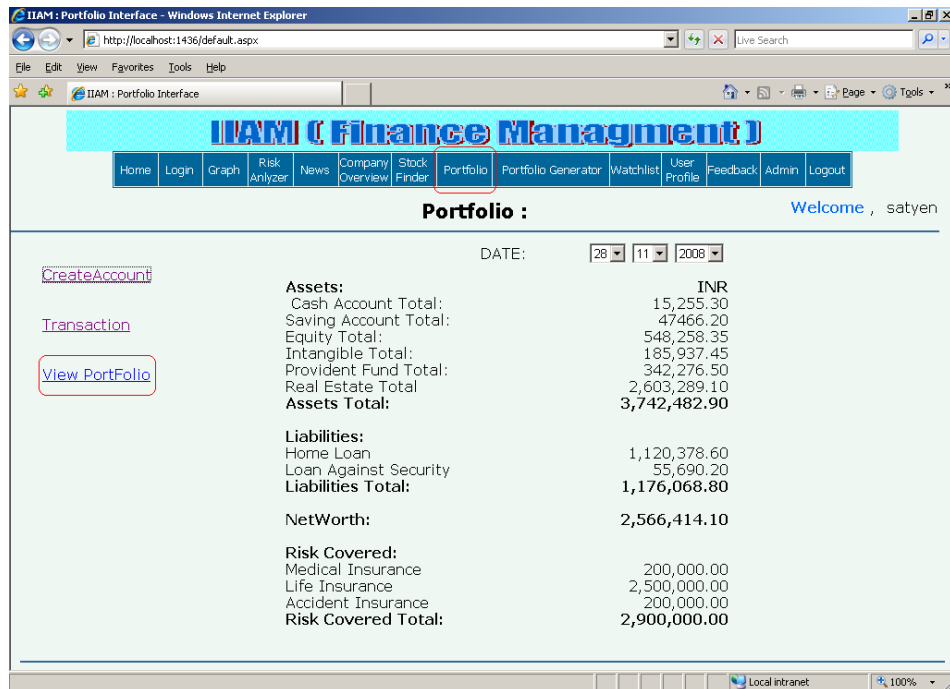 IIAM : Portfolio Interface - Windows Internet Explorer
http://localhost:1436/default.aspx
Live Search
File Edit View Favorites Tools Help
IIAM : Portfolio Interface
Page Tools
IIAM ( Finance Managment )
Home Login Graph Risk Anlyzer News Company Overview Stock Finder Portfolio Portfolio Generator Watchlist User Profile Feedback Admin Logout
Portfolio :
Welcome , satyen
DATE: 28 11 2008
CreateAccount
Transaction
View PortFolio
Assets: INR
Cash Account Total: 15,255.30
Saving Account Total: 47466.20
Equity Total: 548,258.35
Intangible Total: 185,937.45
Provident Fund Total: 342,276.50
Real Estate Total 2,603,289.10
Assets Total: 3,742,482.90
Liabilities:
Home Loan 1,120,378.60
Loan Against Security 55,690.20
Liabilities Total: 1,176,068.80
NetWorth: 2,566,414.10
Risk Covered:
Medical Insurance 200,000.00
Life Insurance 2,500,000.00
Accident Insurance 200,000.00
Risk Covered Total: 2,900,000.00
Local intranet 100%